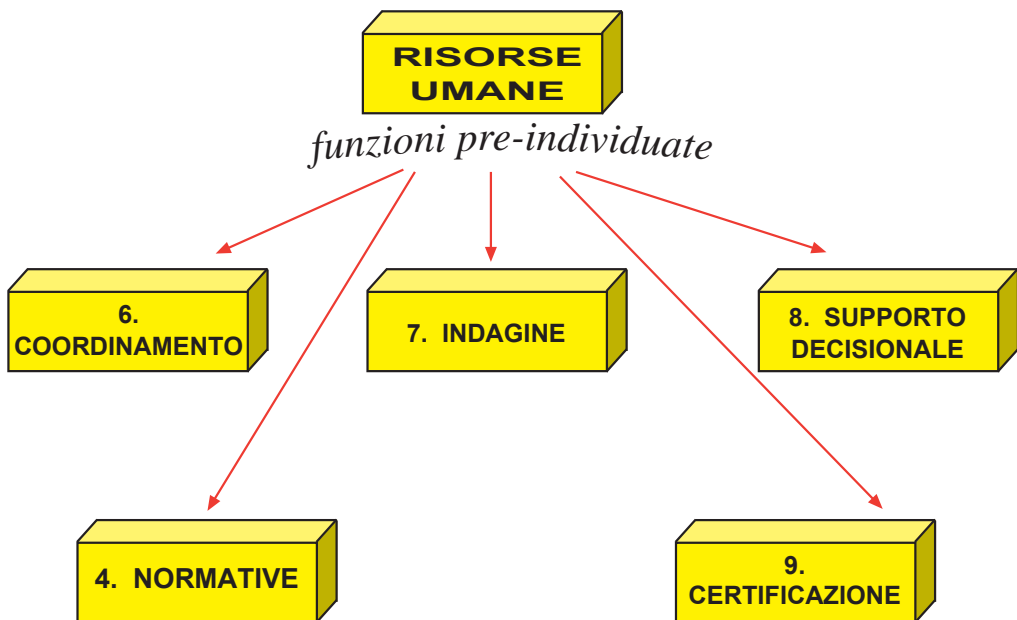 RISORSE
UMANE
funzioni pre-individuate
6.
COORDINAMENTO
7. INDAGINE
8. SUPPORTO
DECISIONALE
4. NORMATIVE
9.
CERTIFICAZIONE